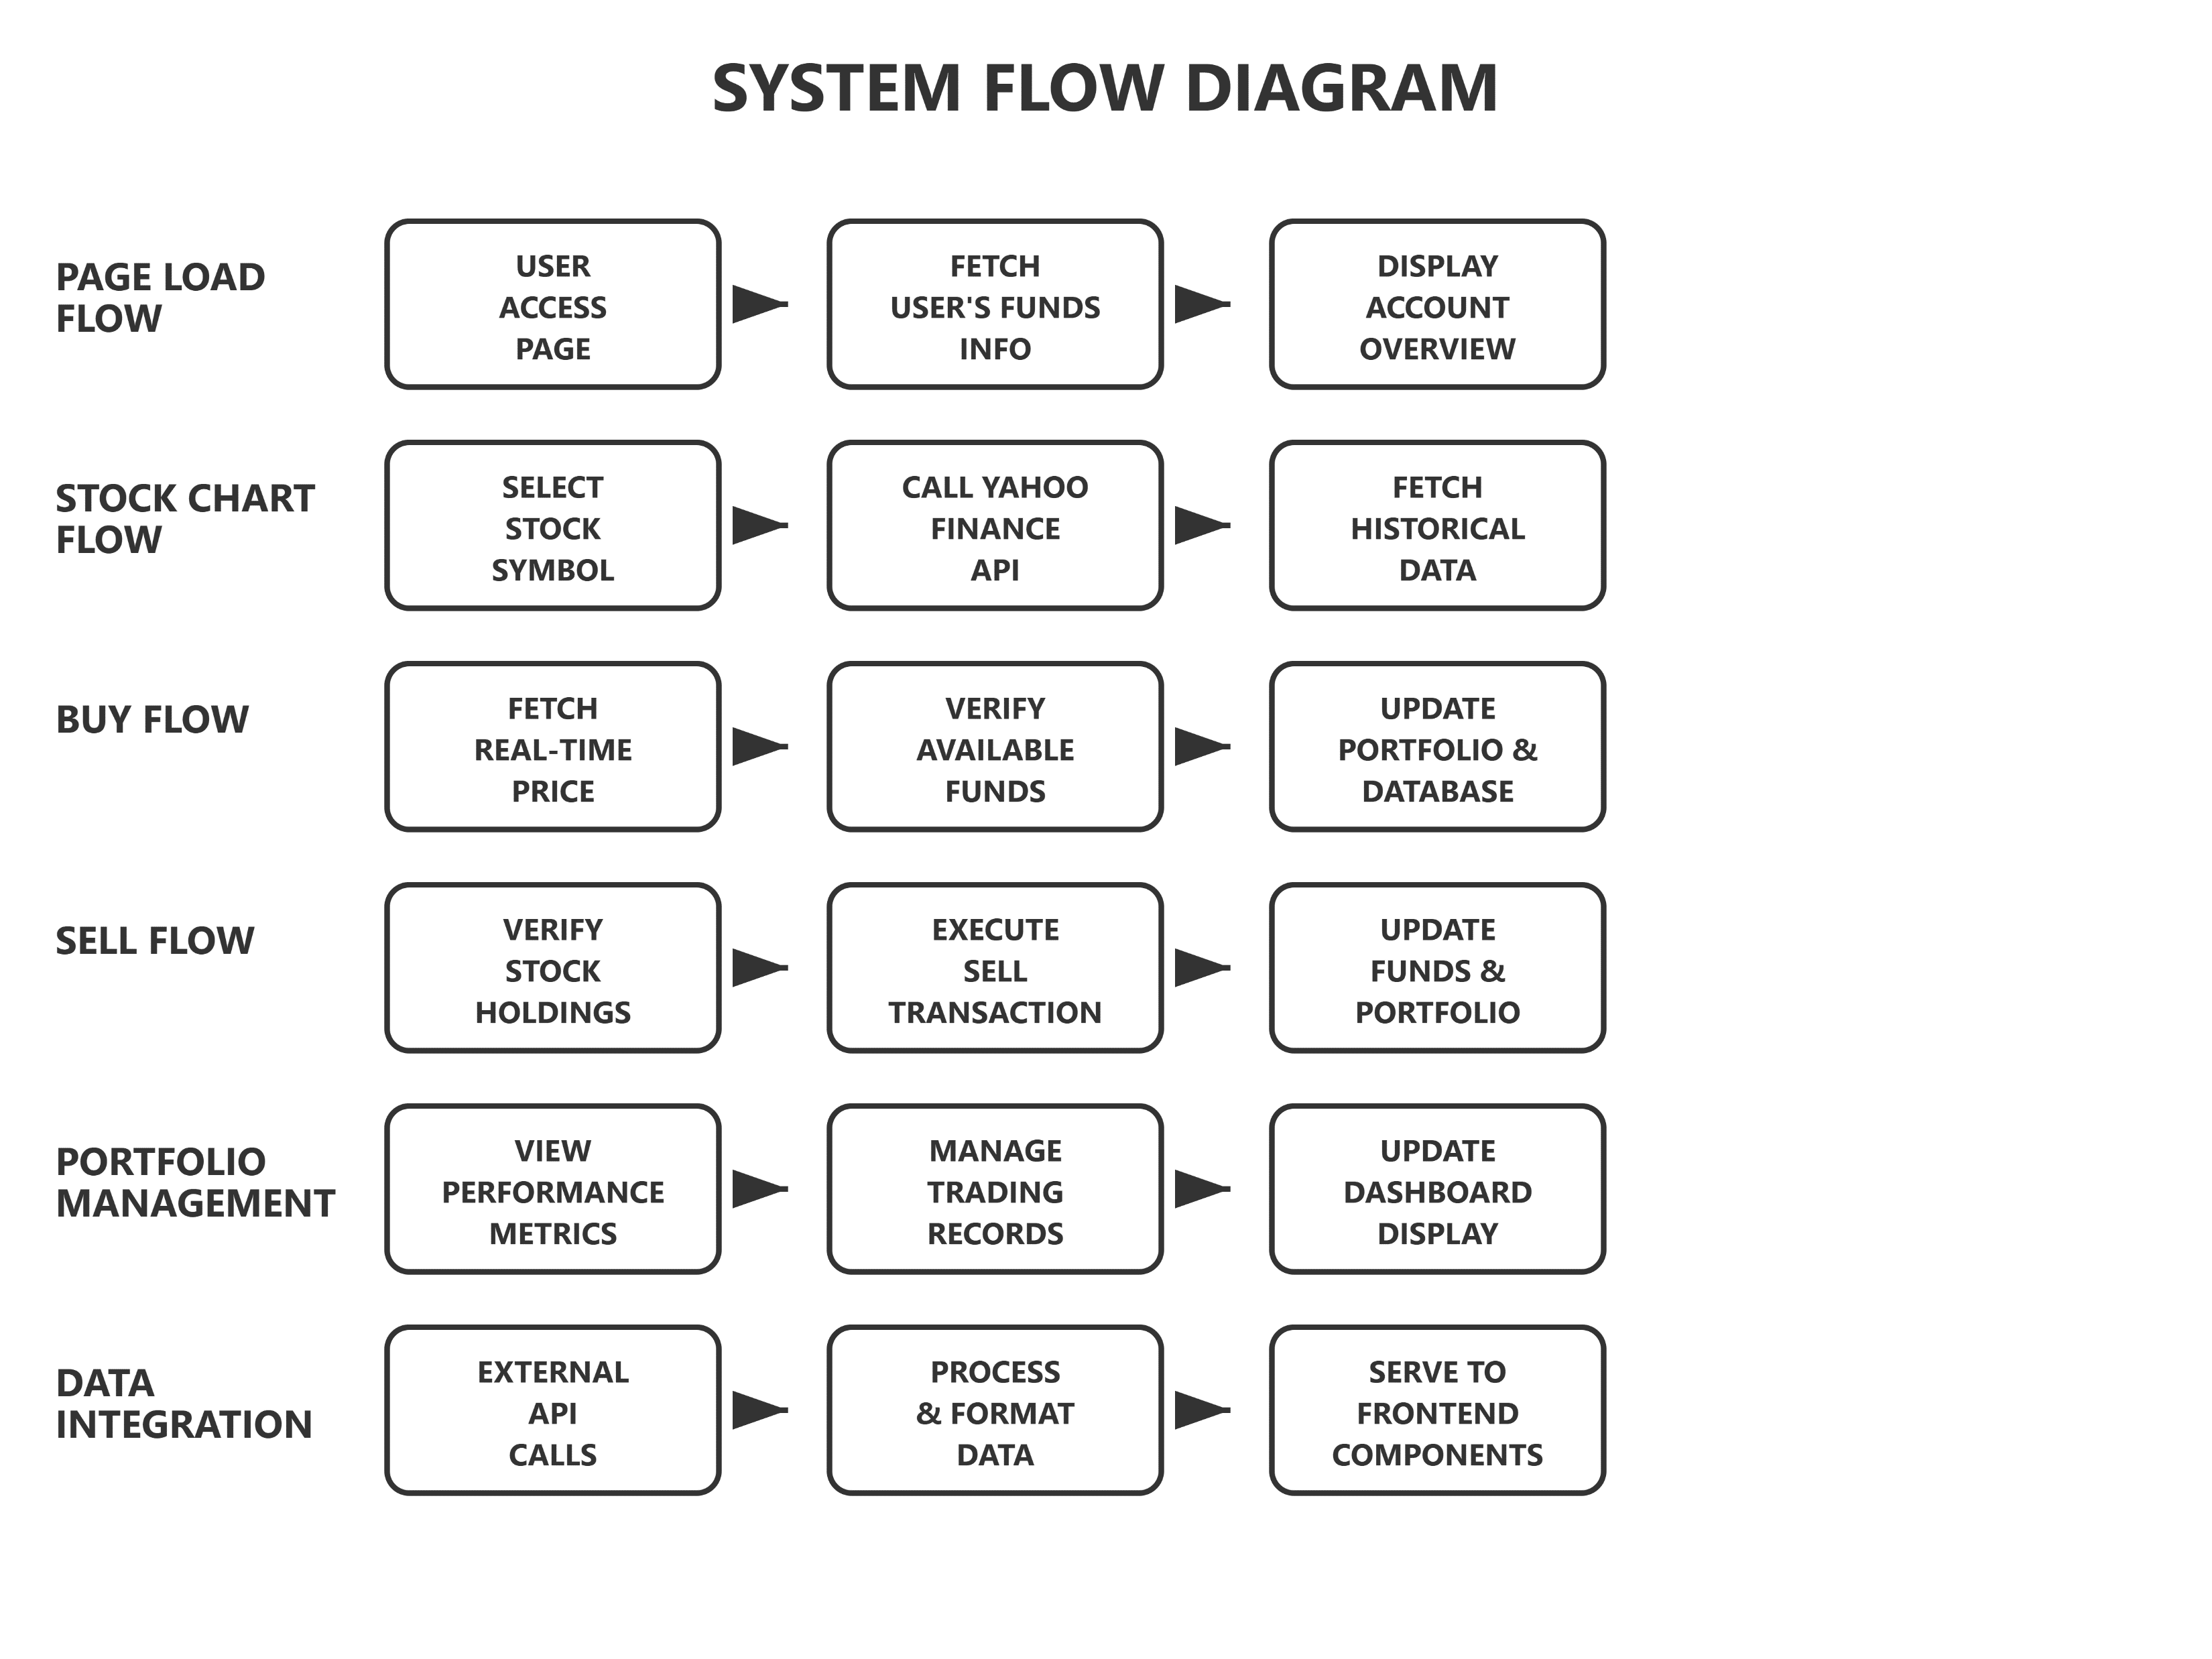 SYSTEM FLOW DIAGRAM
PAGE LOAD
FLOW
USER
ACCESS
PAGE
FETCH
USER'S FUNDS
INFO
DISPLAY
ACCOUNT
OVERVIEW
STOCK CHART
FLOW
SELECT
STOCK
SYMBOL
CALL YAHOO
FINANCE
API
FETCH
HISTORICAL
DATA
BUY FLOW
FETCH
REAL-TIME
PRICE
VERIFY
AVAILABLE
FUNDS
UPDATE
PORTFOLIO &
DATABASE
SELL FLOW
VERIFY
STOCK
HOLDINGS
EXECUTE
SELL
TRANSACTION
UPDATE
FUNDS &
PORTFOLIO
PORTFOLIO
MANAGEMENT
VIEW
PERFORMANCE
METRICS
MANAGE
TRADING
RECORDS
UPDATE
DASHBOARD
DISPLAY
DATA
INTEGRATION
EXTERNAL
API
CALLS
PROCESS
& FORMAT
DATA
SERVE TO
FRONTEND
COMPONENTS